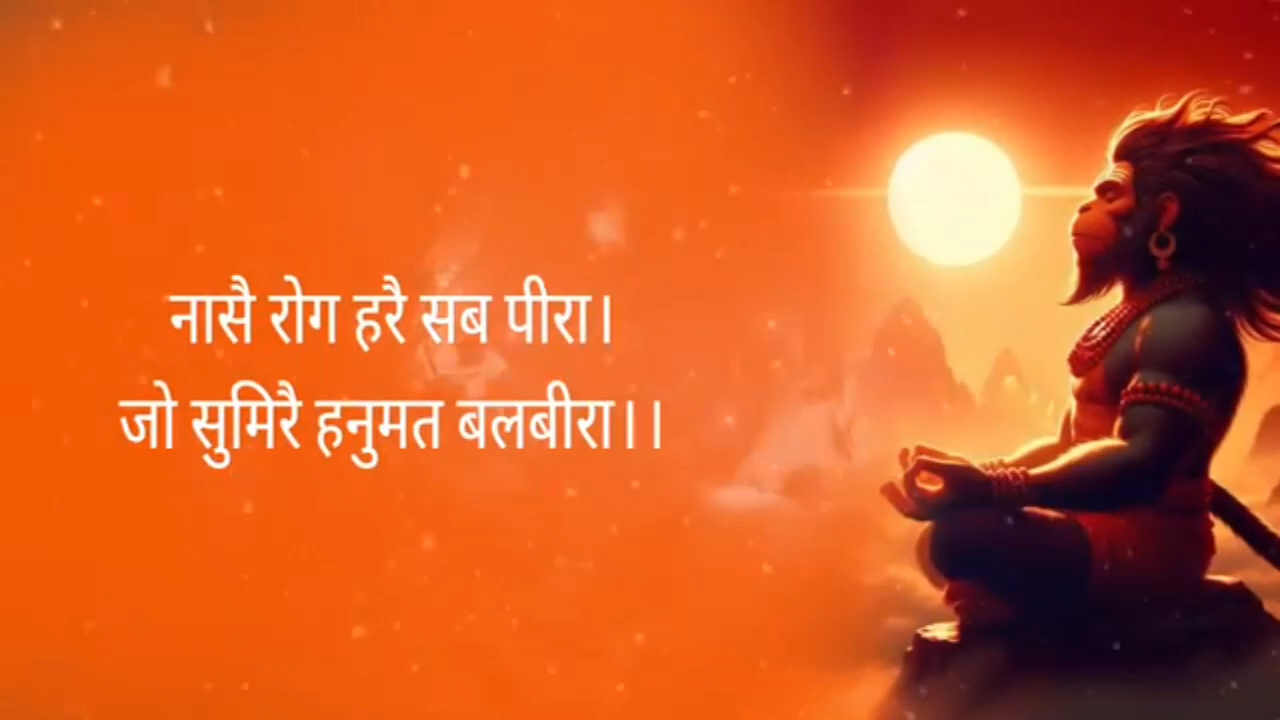 नासै रोग हरै सब पीरा।
जो सुमिरै हनुमत बलबीरा।।